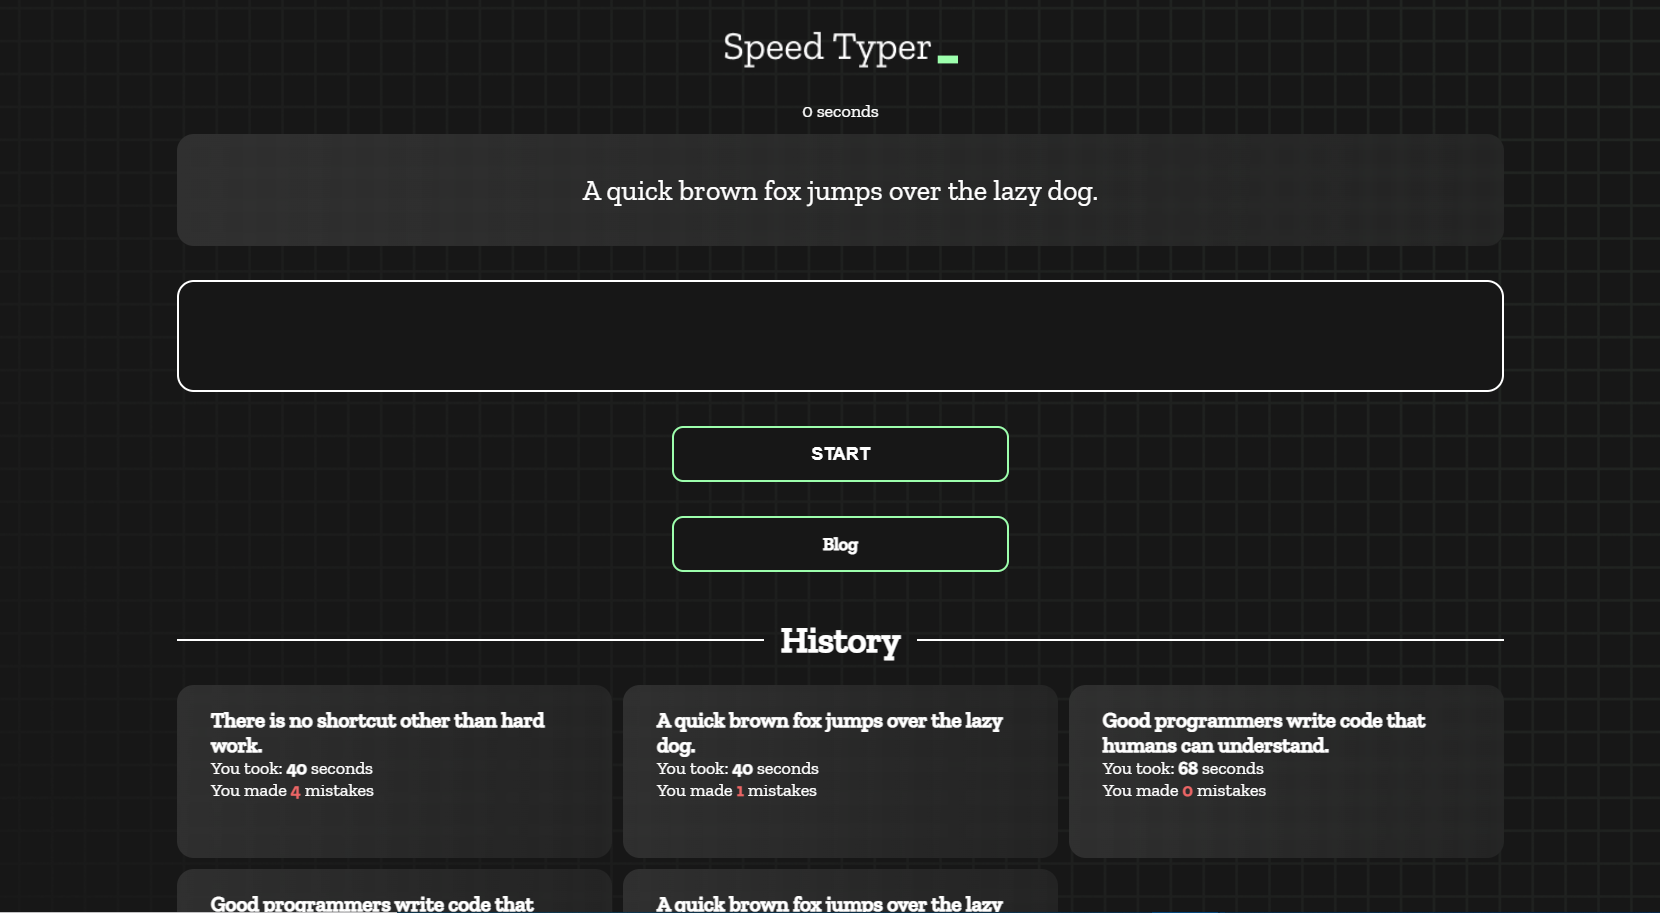 Speed Typer
0 seconds
A quick brown fox jumps over the lazy dog.
START
Blog
History
There is no shortcut other than hard
work.
You took: 40 seconds
You made 4 mistakes
A quick brown fox jumps over the lazy
dog.
You took: 40 seconds
You made 1 mistakes
Good programmers write code that
humans can understand.
You took: 68 seconds
You made 0 mistakes
Good programmers write code that
A quick brown fox jumps over the lazy